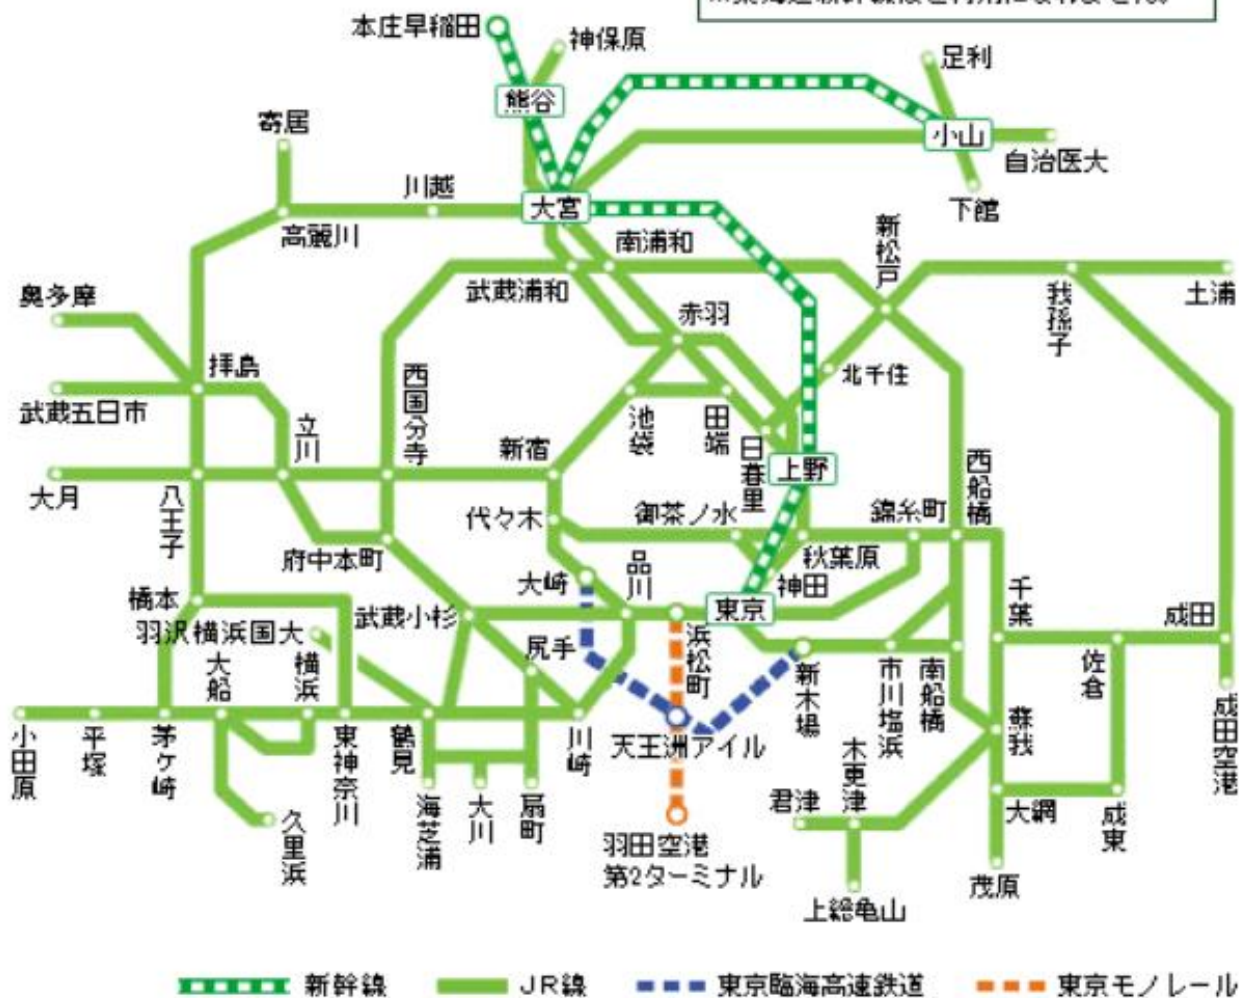 本庄早稲田
神保原
足利
熊谷
小山
自治医大
寄居
川越
大宮
下館
高麗川
南浦和
新松戸
武蔵浦和
奥多摩
我孫子
土浦
赤羽
拝島
北千住
武蔵五日市
西国分寺
立川
池袋
田端
日暮里
新宿
上野
西船橋
大月
八王子
代々木
御茶ノ水
錦糸町
府中本町
大崎
品川
秋葉原
神田
橋本
武蔵小杉
東京
千葉
成田
羽沢横浜国大
尻手
浜松町
大船
横浜
新木場
市川塩浜
南船橋
佐倉
小田原
平塚
茅ヶ崎
東神奈川
鶴見
川崎
天王洲アイル
蘇我
成田空港
久里浜
海芝浦
大川
扇町
君津
木更津
大網
成東
羽田空港
第2ターミナル
茂原
上総亀山
新幹線
JR線
東京臨海高速鉄道
東京モノレール